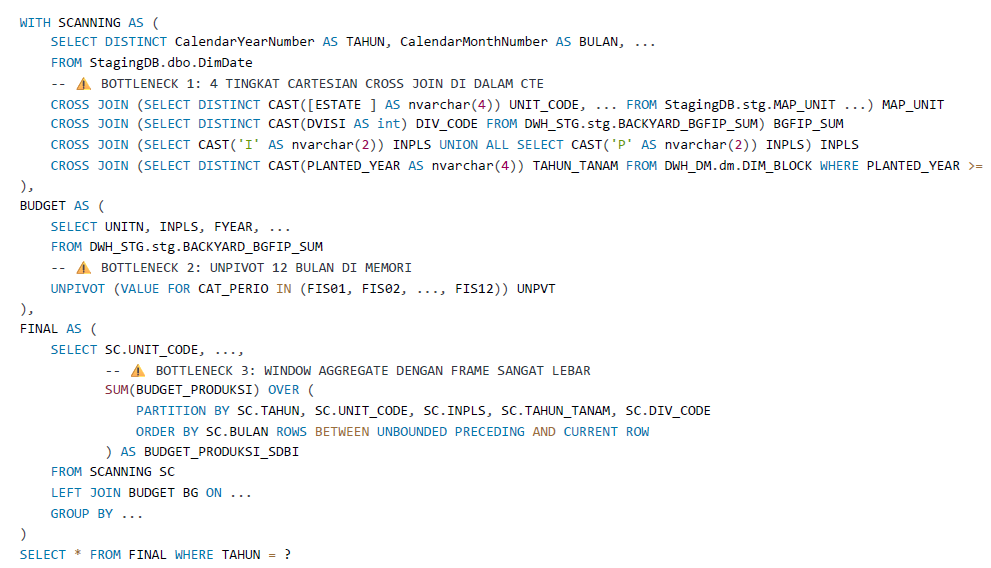 WITH SCANNING AS (
    SELECT DISTINCT CalendarYearNumber AS TAHUN, CalendarMonthNumber AS BULAN, ...
    FROM StagingDB.dbo.DimDate
    -- ⚠️ BOTTLENECK 1: 4 TINGKAT CARTESIAN CROSS JOIN DI DALAM CTE
    CROSS JOIN (SELECT DISTINCT CAST([ESTATE ] AS nvarchar(4)) UNIT_CODE, ... FROM StagingDB.stg.MAP_UNIT ...) MAP_UNIT
    CROSS JOIN (SELECT DISTINCT CAST(DVISI AS int) DIV_CODE FROM DWH_STG.stg.BACKYARD_BGFIP_SUM) BGFIP_SUM
    CROSS JOIN (SELECT CAST('I' AS nvarchar(2)) INPLS UNION ALL SELECT CAST('P' AS nvarchar(2)) INPLS) INPLS
    CROSS JOIN (SELECT DISTINCT CAST(PLANTED_YEAR AS nvarchar(4)) TAHUN_TANAM FROM DWH_DM.dm.DIM_BLOCK WHERE PLANTED_YEAR >=
),
BUDGET AS (
    SELECT UNITN, INPLS, FYEAR, ...
    FROM DWH_STG.stg.BACKYARD_BGFIP_SUM
    -- ⚠️ BOTTLENECK 2: UNPIVOT 12 BULAN DI MEMORI
    UNPIVOT (VALUE FOR CAT_PERIO IN (FIS01, FIS02, ..., FIS12)) UNPVT
),
FINAL AS (
    SELECT SC.UNIT_CODE, ...,
           -- ⚠️ BOTTLENECK 3: WINDOW AGGREGATE DENGAN FRAME SANGAT LEBAR
           SUM(BUDGET_PRODUKSI) OVER (
               PARTITION BY SC.TAHUN, SC.UNIT_CODE, SC.INPLS, SC.TAHUN_TANAM, SC.DIV_CODE
               ORDER BY SC.BULAN ROWS BETWEEN UNBOUNDED PRECEDING AND CURRENT ROW
           ) AS BUDGET_PRODUKSI_SDBI
    FROM SCANNING SC
    LEFT JOIN BUDGET BG ON ...
    GROUP BY ...
)
SELECT * FROM FINAL WHERE TAHUN = ?